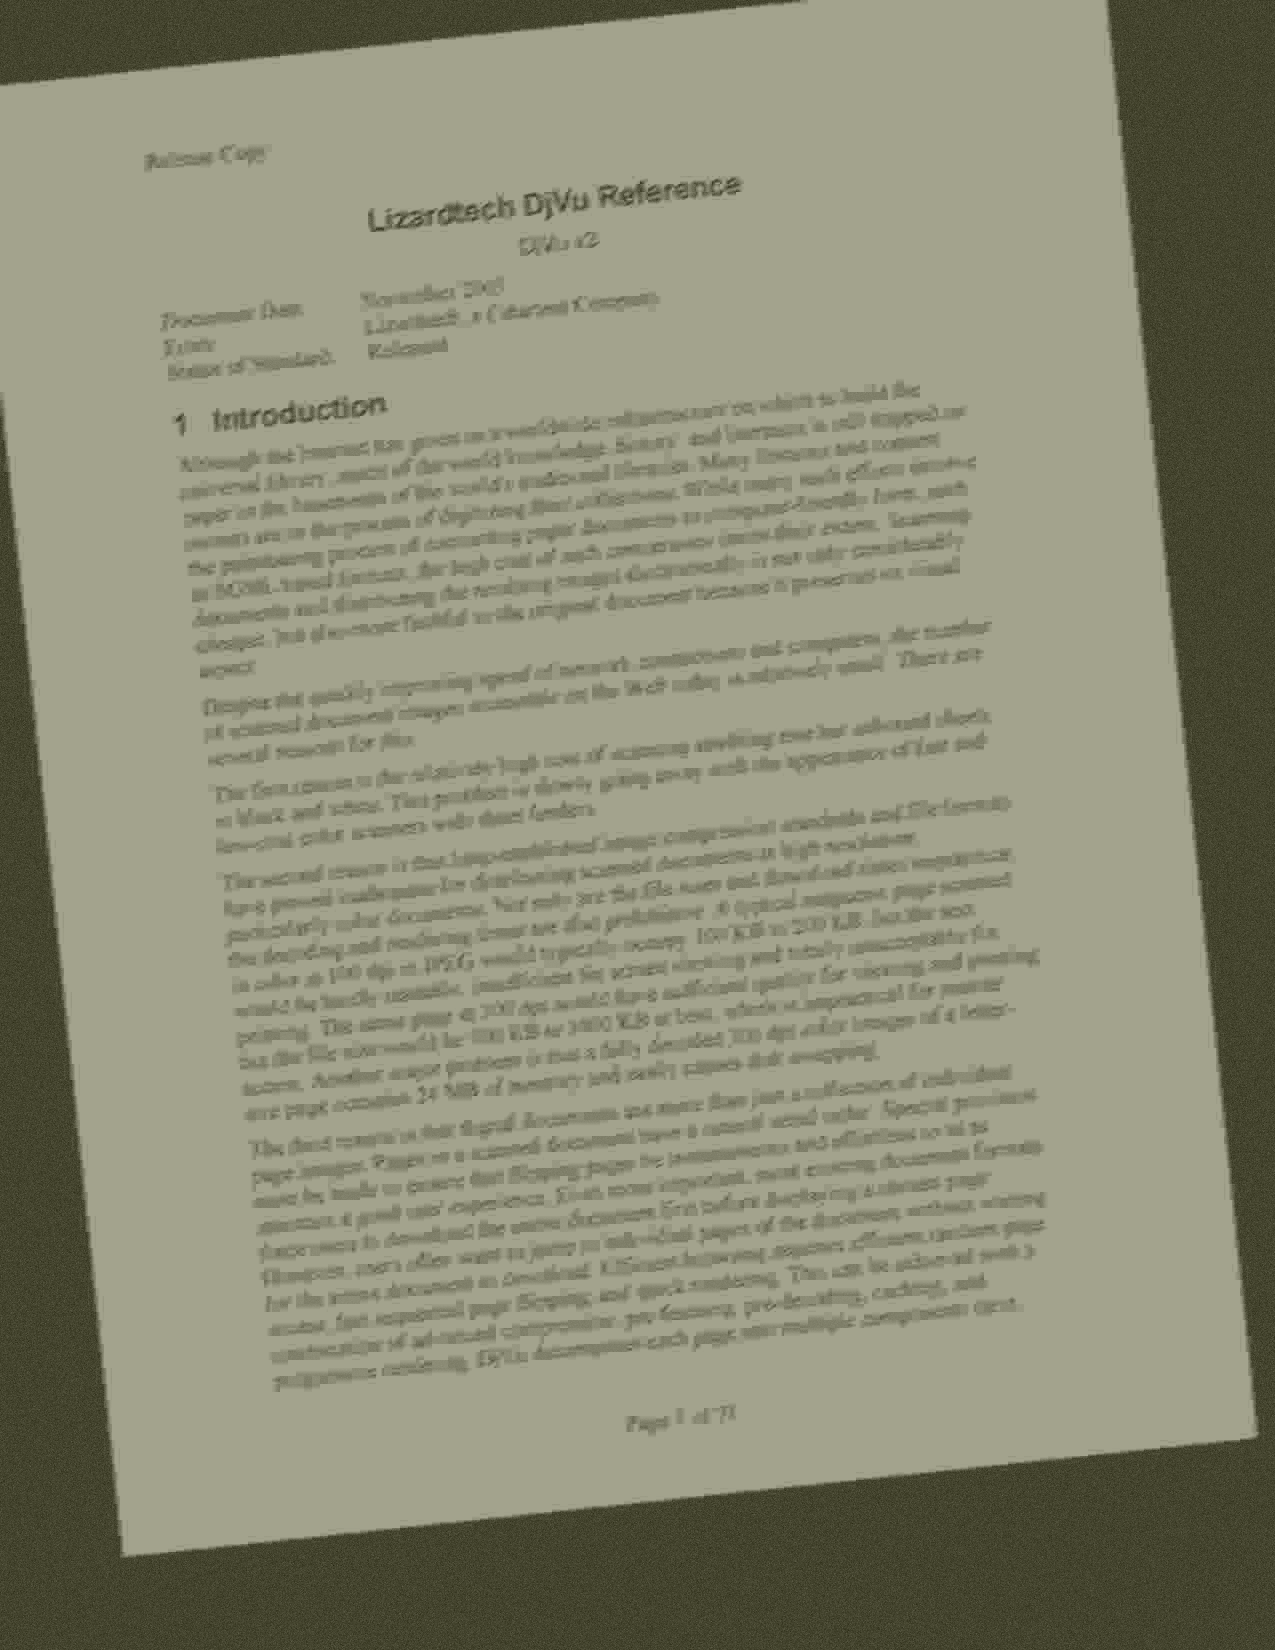 Release Copy
Lizardtech DjVu Reference
DjVu v3
Document Date: November 2005
Lizardtech, a Celartem Company
Status of Standard: Released
1 Introduction
Although the Internet has given us a worldwide infrastructure on which to build the
universal library, much of the world knowledge, history, and literature is still trapped on
paper in the basements of the world's traditional libraries. Many libraries and content
owners are in the process of digitizing their collections. While many such efforts involve
the painstaking process of converting paper documents to computer-friendly form, such
as SGML-based formats, the high cost of such conversions limits their extent. Scanning
documents and distributing the resulting images electronically is not only considerably
cheaper, but also more faithful to the original document because it preserves its visual
aspect.
Despite the quickly improving speed of network connections and computers, the number
of scanned document images accessible on the Web today is relatively small. There are
several reasons for this.
The first reason is the relatively high cost of scanning anything else but unbound sheets
in black and white. This problem is slowly going away with the appearance of fast and
low-cost color scanners with sheet feeders.
The second reason is that long-established image compression standards and file formats
have proved inadequate for distributing scanned documents at high resolution,
particularly color documents. Not only are the file sizes and download times impractical,
the decoding and rendering times are also prohibitive. A typical magazine page scanned
in color at 100 dpi in JPEG would typically occupy 100 KB to 200 KB, but the text
would be hardly readable: insufficient for screen viewing and totally unacceptable for
printing. The same page at 300 dpi would have sufficient quality for viewing and printing,
but the file size would be 300 KB to 1000 KB at best, which is impractical for remote
access. Another major problem is that a fully decoded 300 dpi color images of a letter-
size page occupies 24 MB of memory and easily causes disk swapping.
The third reason is that digital documents are more than just a collection of individual
page images. Pages in a scanned document have a natural serial order. Special provision
must be made to ensure that flipping pages be instantaneous and effortless so as to
maintain a good user experience. Even more important, most existing document formats
force users to download the entire document first before displaying a chosen page.
However, users often want to jump to individual pages of the document without waiting
for the entire document to download. Efficient browsing requires efficient random page
access, fast sequential page flipping, and quick rendering. This can be achieved with a
combination of advanced compression, pre-fetching, pre-decoding, caching, and
progressive rendering. DjVu decomposes each page into multiple components (text,
Page 1 of 71